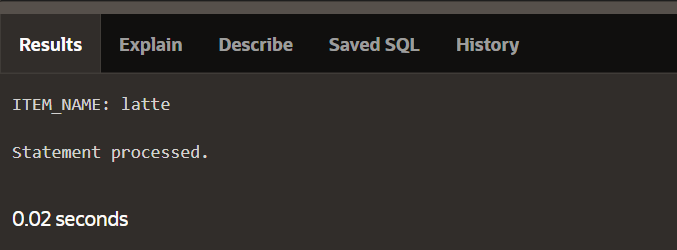 Results Explain Describe Saved SQL History
ITEM_NAME: latte
Statement processed.
0.02 seconds